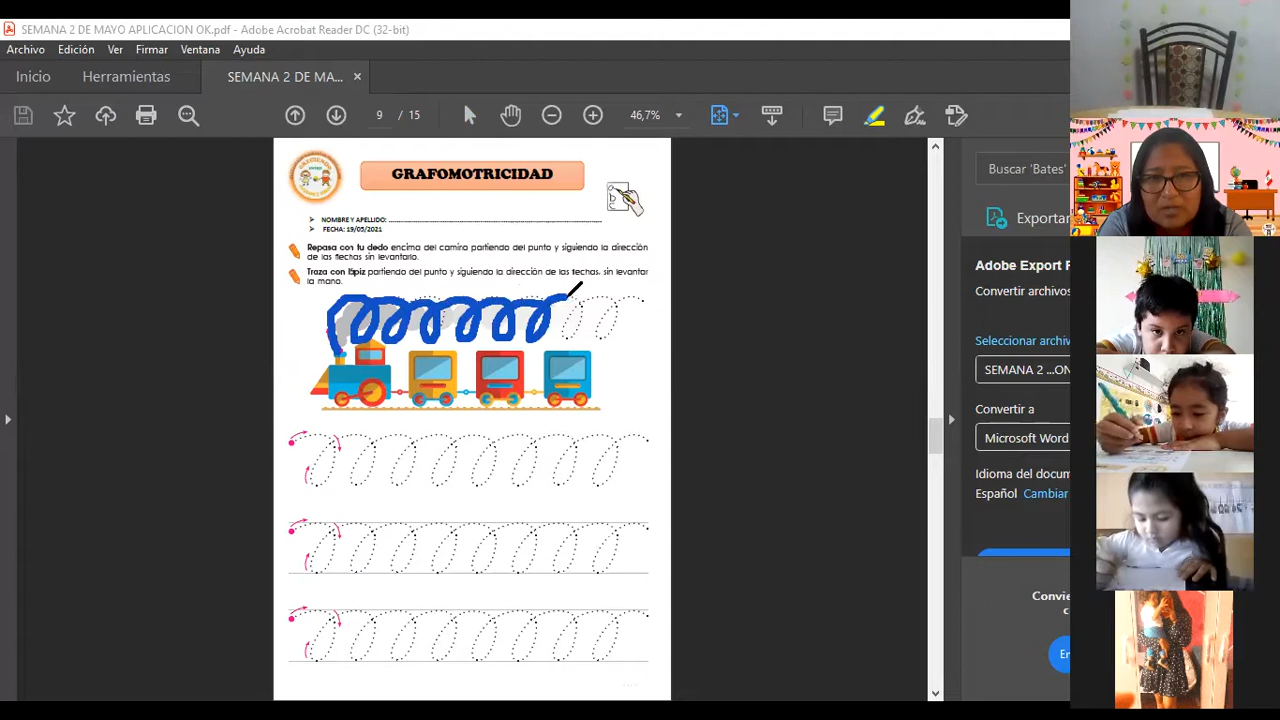 SEMANA 2 DE MAYO APLICACION OK.pdf - Adobe Acrobat Reader DC (32-bit)
Archivo Edición Ver Firmar Ventana Ayuda
Inicio Herramientas SEMANA 2 DE MA... ×
9 / 15 46,7%
GRAFOMOTRICIDAD
NOMBRE Y APELLIDO:
FECHA: 19/05/2021
Repasa con tu dedo encima del camino partiendo del punto y siguiendo la dirección
de las flechas sin levantarlo.
Traza con lápiz partiendo del punto y siguiendo la dirección de las flechas, sin levantar
la mano.
Buscar 'Bates'
Exportar
Adobe Export P
Convertir archivos
Seleccionar archiv
SEMANA 2 ...ON
Convertir a
Microsoft Word
Idioma del docum
Español Cambiar
Convie